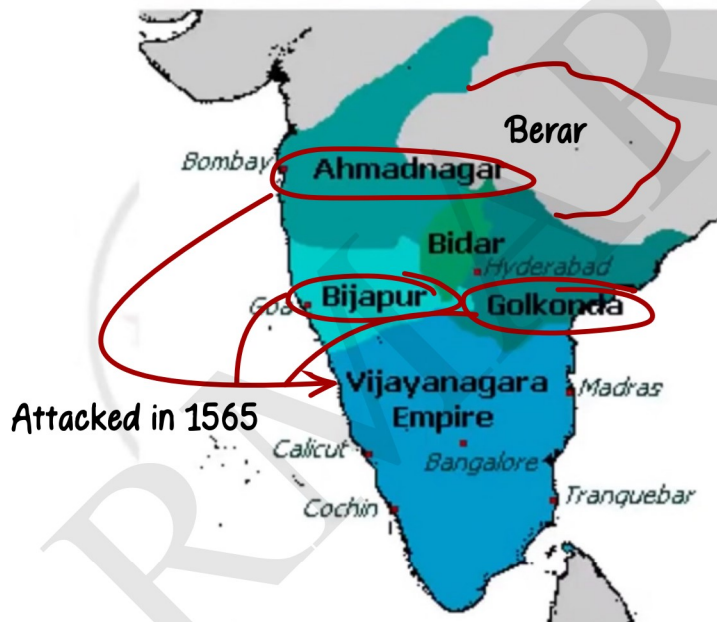 Berar
Bombay
Ahmadnagar
Bidar
Hyderabad
Bijapur
Goa
Golkonda
Vijayanagara
Empire
Madras
Attacked in 1565
Calicut
Bangalore
Cochin
Tranquebar